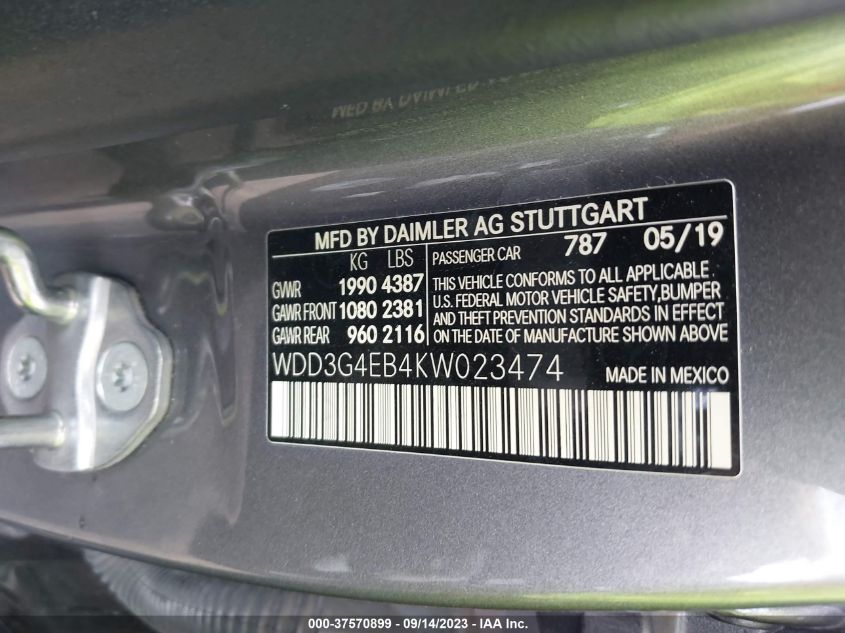 MFD BY DAIMLER AG STUTTGART
KG LBS
GVWR 1990 4387
GAWR FRONT 1080 2381
GAWR REAR 960 2116
PASSENGER CAR 787 05/19
THIS VEHICLE CONFORMS TO ALL APPLICABLE
U.S. FEDERAL MOTOR VEHICLE SAFETY,BUMPER
AND THEFT PREVENTION STANDARDS IN EFFECT
ON THE DATE OF MANUFACTURE SHOWN ABOVE
WDD3G4EB4KW023474 MADE IN MEXICO
000-37570899 - 09/14/2023 - IAA Inc.